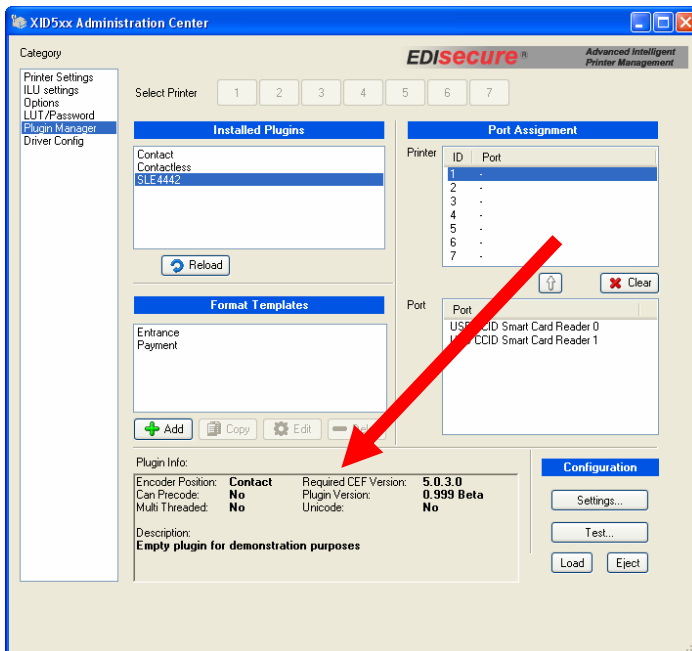 XID5xx Administration Center
Category
EDIsecure ®
Advanced Intelligent
Printer Management
Printer Settings
ILU settings
Options
LUT/Password
Plugin Manager
Driver Config
Select Printer 1 2 3 4 5 6 7
Installed Plugins
Contact
Contactless
SLE4442
Reload
Port Assignment
Printer
ID Port
1 -
2 -
3 -
4 -
5 -
6 -
7 -
Clear
Format Templates
Entrance
Payment
Add Copy Edit
Port
Port
USB CCID Smart Card Reader 0
CCID Smart Card Reader 1
Plugin Info:
Encoder Position: Contact Required CEF Version: 5.0.3.0
Can Precode: No Plugin Version: 0.999 Beta
Multi Threaded: No Unicode: No
Description:
Empty plugin for demonstration purposes
Configuration
Settings...
Test...
Load Eject